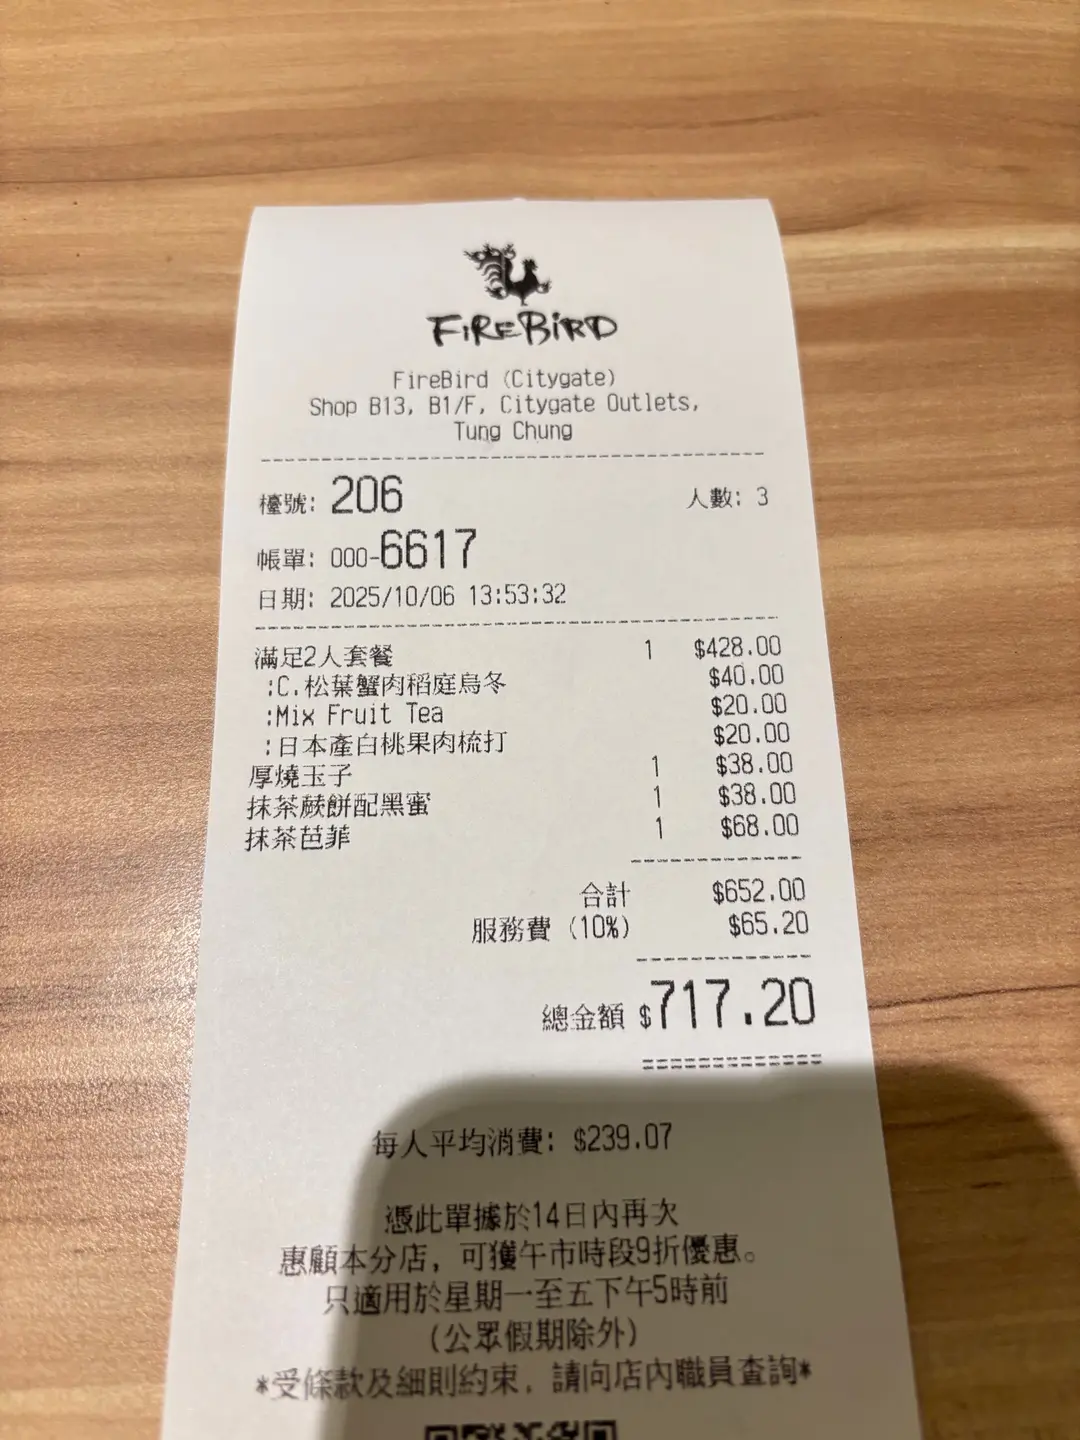 FIREBIRD
FireBird (Citygate)
Shop B13, B1/F, Citygate Outlets,
Tung Chung
檯號: 206 人數: 3
帳單: 000-6617
日期: 2025/10/06 13:53:32
滿足2人套餐 1 $428.00
:C.松葉蟹肉稻庭烏冬 $40.00
:Mix Fruit Tea $20.00
:日本產白桃果肉梳打 $20.00
厚燒玉子 1 $38.00
抹茶蕨餅配黑蜜 1 $38.00
抹茶芭菲 1 $68.00
合計 $652.00
服務費 (10%) $65.20
總金額 $717.20
每人平均消費: $239.07
憑此單據於14日內再次
惠顧本分店, 可獲午市時段9折優惠。
只適用於星期一至五下午5時前
(公眾假期除外)
*受條款及細則約束, 請向店內職員查詢*